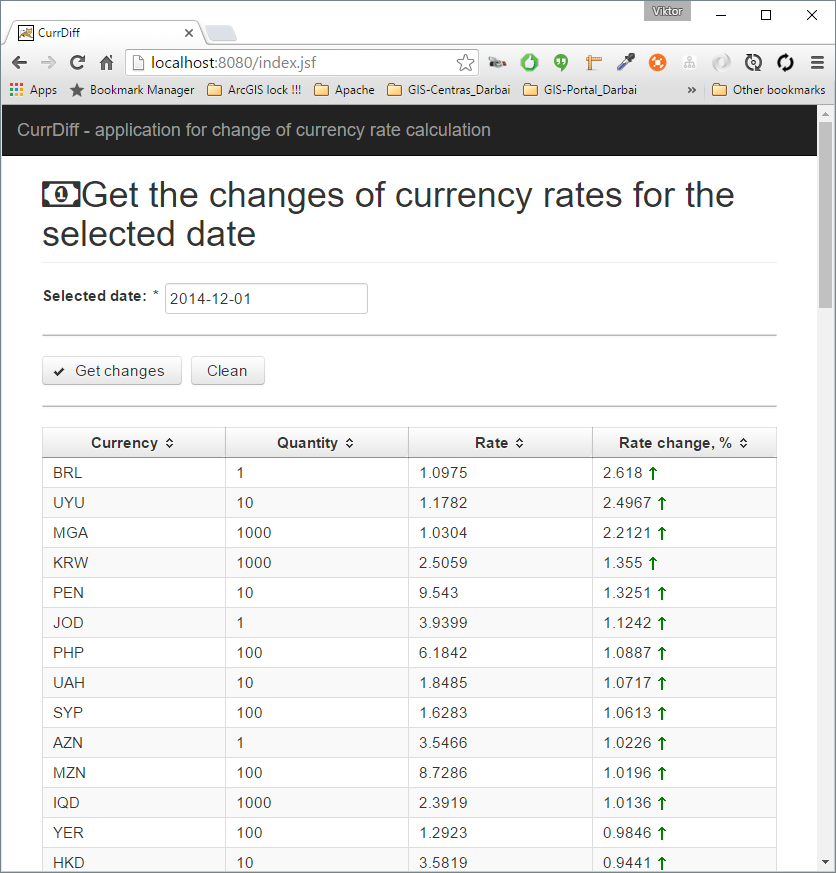 Viktor
CurrDiff
localhost:8080/index.jsf
Apps Bookmark Manager ArcGIS lock !!! Apache GIS-Centras_Darbai GIS-Portal_Darbai » Other bookmarks
CurrDiff - application for change of currency rate calculation
Get the changes of currency rates for the
selected date
Selected date: * 2014-12-01
Get changes Clean
Currency Quantity Rate Rate change, %
BRL 1 1.0975 2.618
UYU 10 1.1782 2.4967
MGA 1000 1.0304 2.2121
KRW 1000 2.5059 1.355
PEN 10 9.543 1.3251
JOD 1 3.9399 1.1242
PHP 100 6.1842 1.0887
UAH 10 1.8485 1.0717
SYP 100 1.6283 1.0613
AZN 1 3.5466 1.0226
MZN 100 8.7286 1.0196
IQD 1000 2.3919 1.0136
YER 100 1.2923 0.9846
HKD 10 3.5819 0.9441